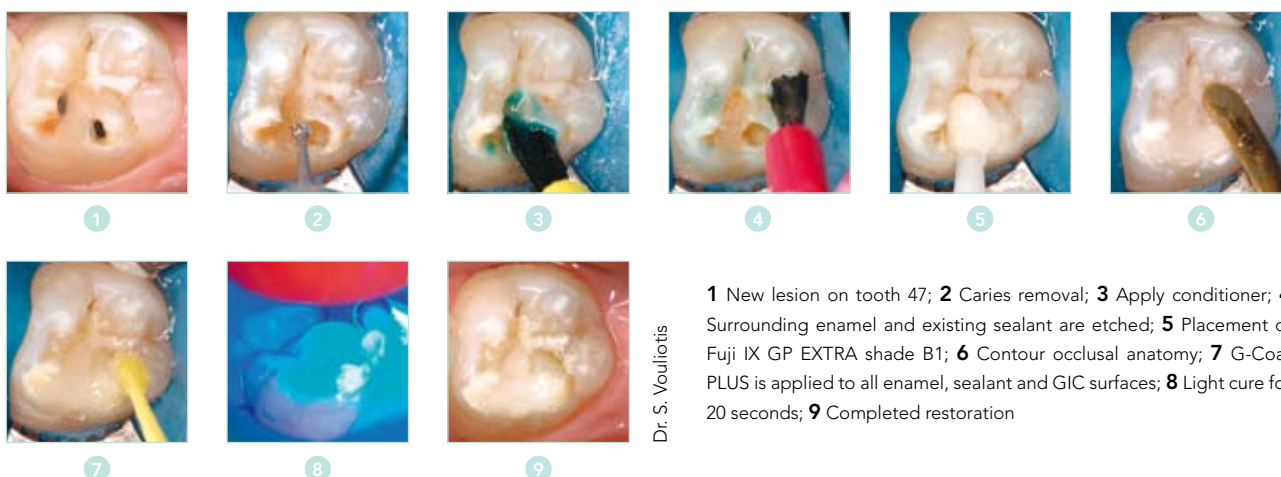 1
2
3
4
5
6
7
8
9
Dr. S. Vouliotis
1 New lesion on tooth 47; 2 Caries removal; 3 Apply conditioner;
Surrounding enamel and existing sealant are etched; 5 Placement
Fuji IX GP EXTRA shade B1; 6 Contour occlusal anatomy; 7
PLUS is applied to all enamel, sealant and GIC surfaces; 8 Light cure
20 seconds; 9 Completed restoration